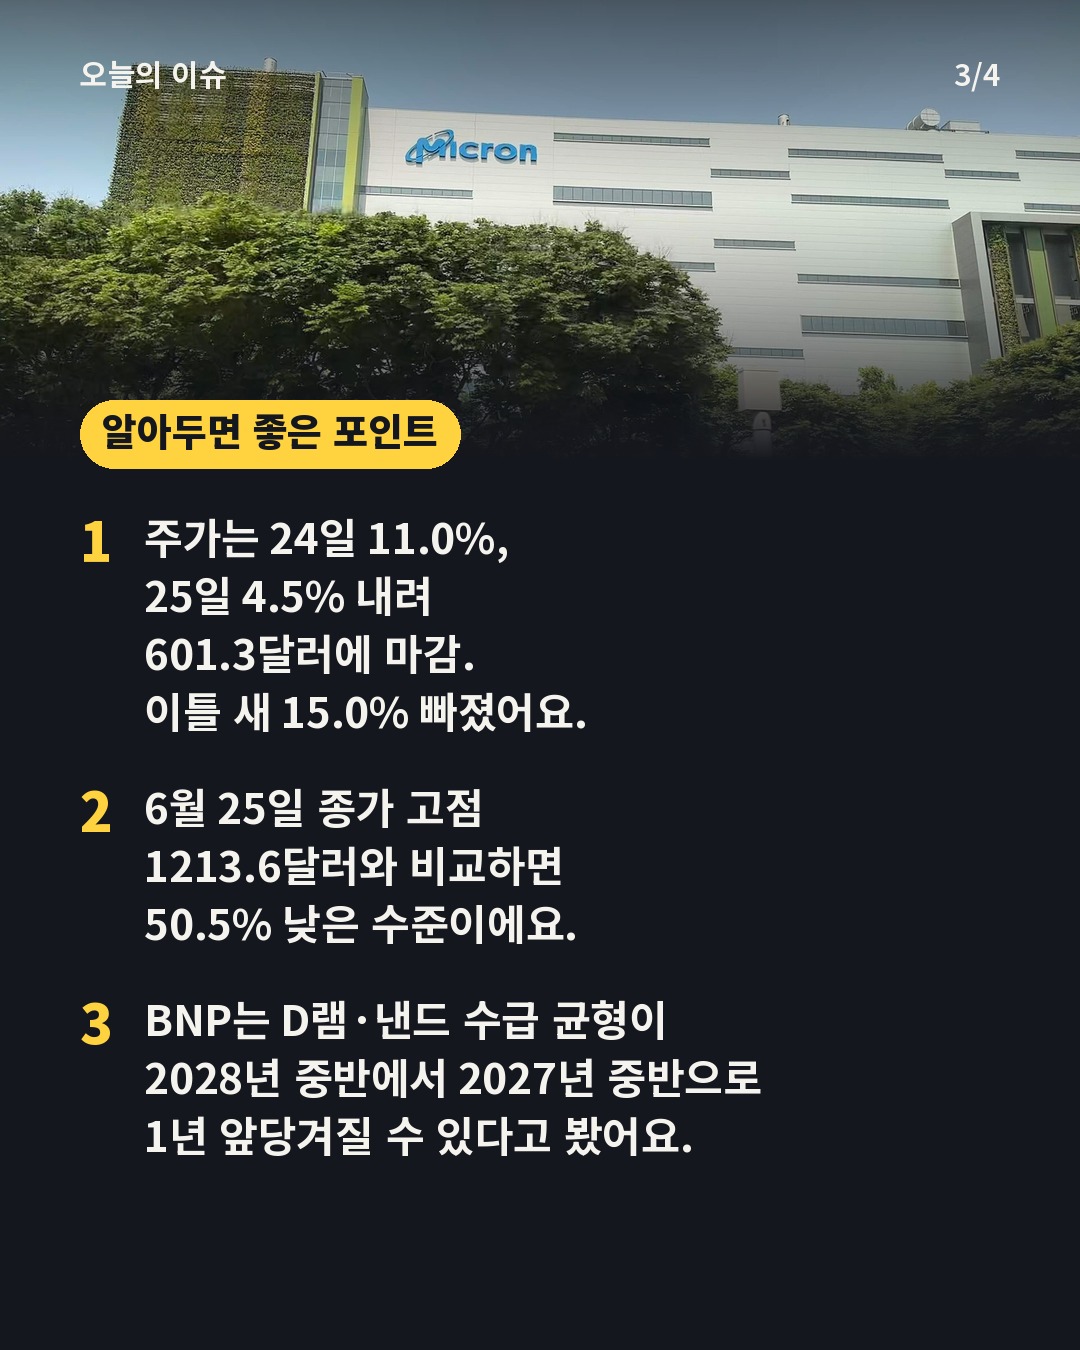 오늘의 이슈
3/4
Micron
알아두면 좋은 포인트
1 주가는 24일 11.0%,
25일 4.5% 내려
601.3달러에 마감.
이틀 새 15.0% 빠졌어요.
2 6월 25일 종가 고점
1213.6달러와 비교하면
50.5% 낮은 수준이에요.
3 BNP는 D램·낸드 수급 균형이
2028년 중반에서 2027년 중반으로
1년 앞당겨질 수 있다고 봤어요.